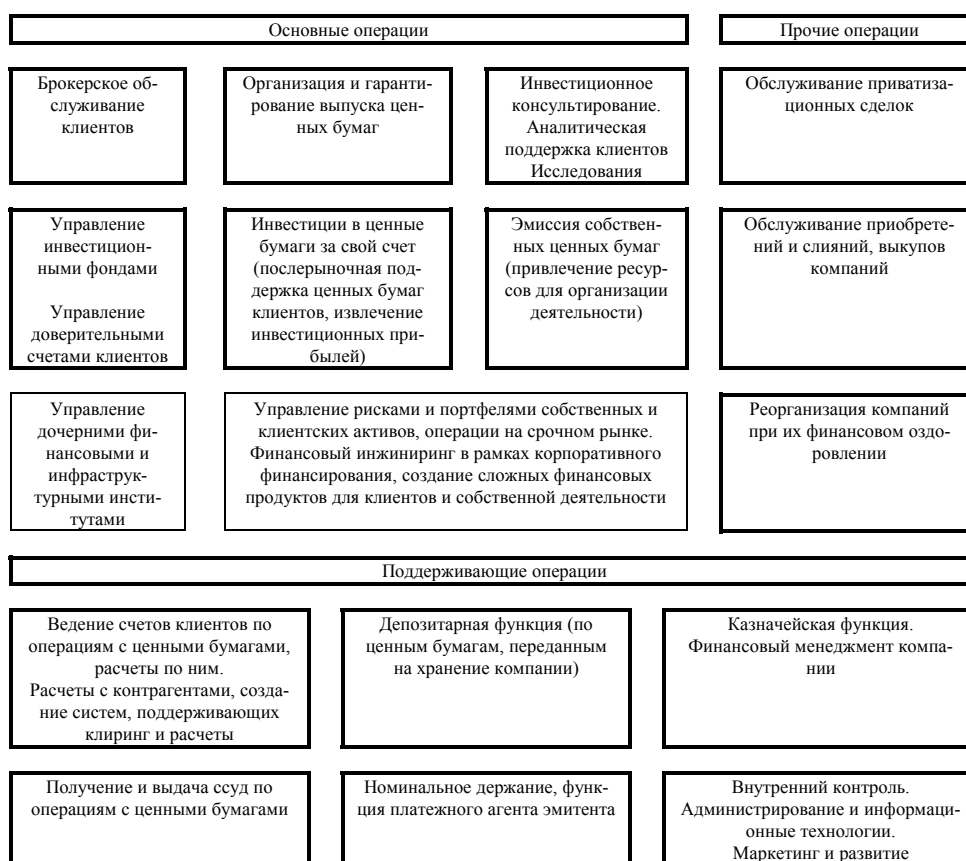 Основные операции
Прочие операции
Брокерское об-
служивание
клиентов
Организация и гаранти-
рование выпуска цен-
ных бумаг
Инвестиционное
консультирование.
Аналитическая
поддержка клиентов
Исследования
Обслуживание приватиза-
ционных сделок
Управление
инвестицион-
ными фондами
Управление
доверительными
счетами клиентов
Инвестиции в ценные
бумаги за свой счет
(послерыночная под-
держка ценных бумаг
клиентов, извлечение
инвестиционных при-
былей)
Эмиссия собствен-
ных ценных бумаг
(привлечение ресур-
сов для организации
деятельности)
Обслуживание приобрете-
ний и слияний, выкупов
компаний
Управление
дочерними фи-
нансовыми и
инфраструк-
турными инсти-
тутами
Управление рисками и портфелями собственных и
клиентских активов, операции на срочном рынке.
Финансовый инжиниринг в рамках корпоративного
финансирования, создание сложных финансовых
продуктов для клиентов и собственной деятельности
Реорганизация компаний
при их финансовом оздо-
ровлении
Поддерживающие операции
Ведение счетов клиентов по
операциям с ценными бумагами,
расчеты по ним.
Расчеты с контрагентами, созда-
ние систем, поддерживающих
клиринг и расчеты
Депозитарная функция (по
ценным бумагам, переданным
на хранение компании)
Казначейская функция.
Финансовый менеджмент компа-
нии
Получение и выдача ссуд по
операциям с ценными бумагами
Номинальное держание, функ-
ция платежного агента эмитента
Внутренний контроль.
Администрирование и информаци-
онные технологии.
Маркетинг и развитие